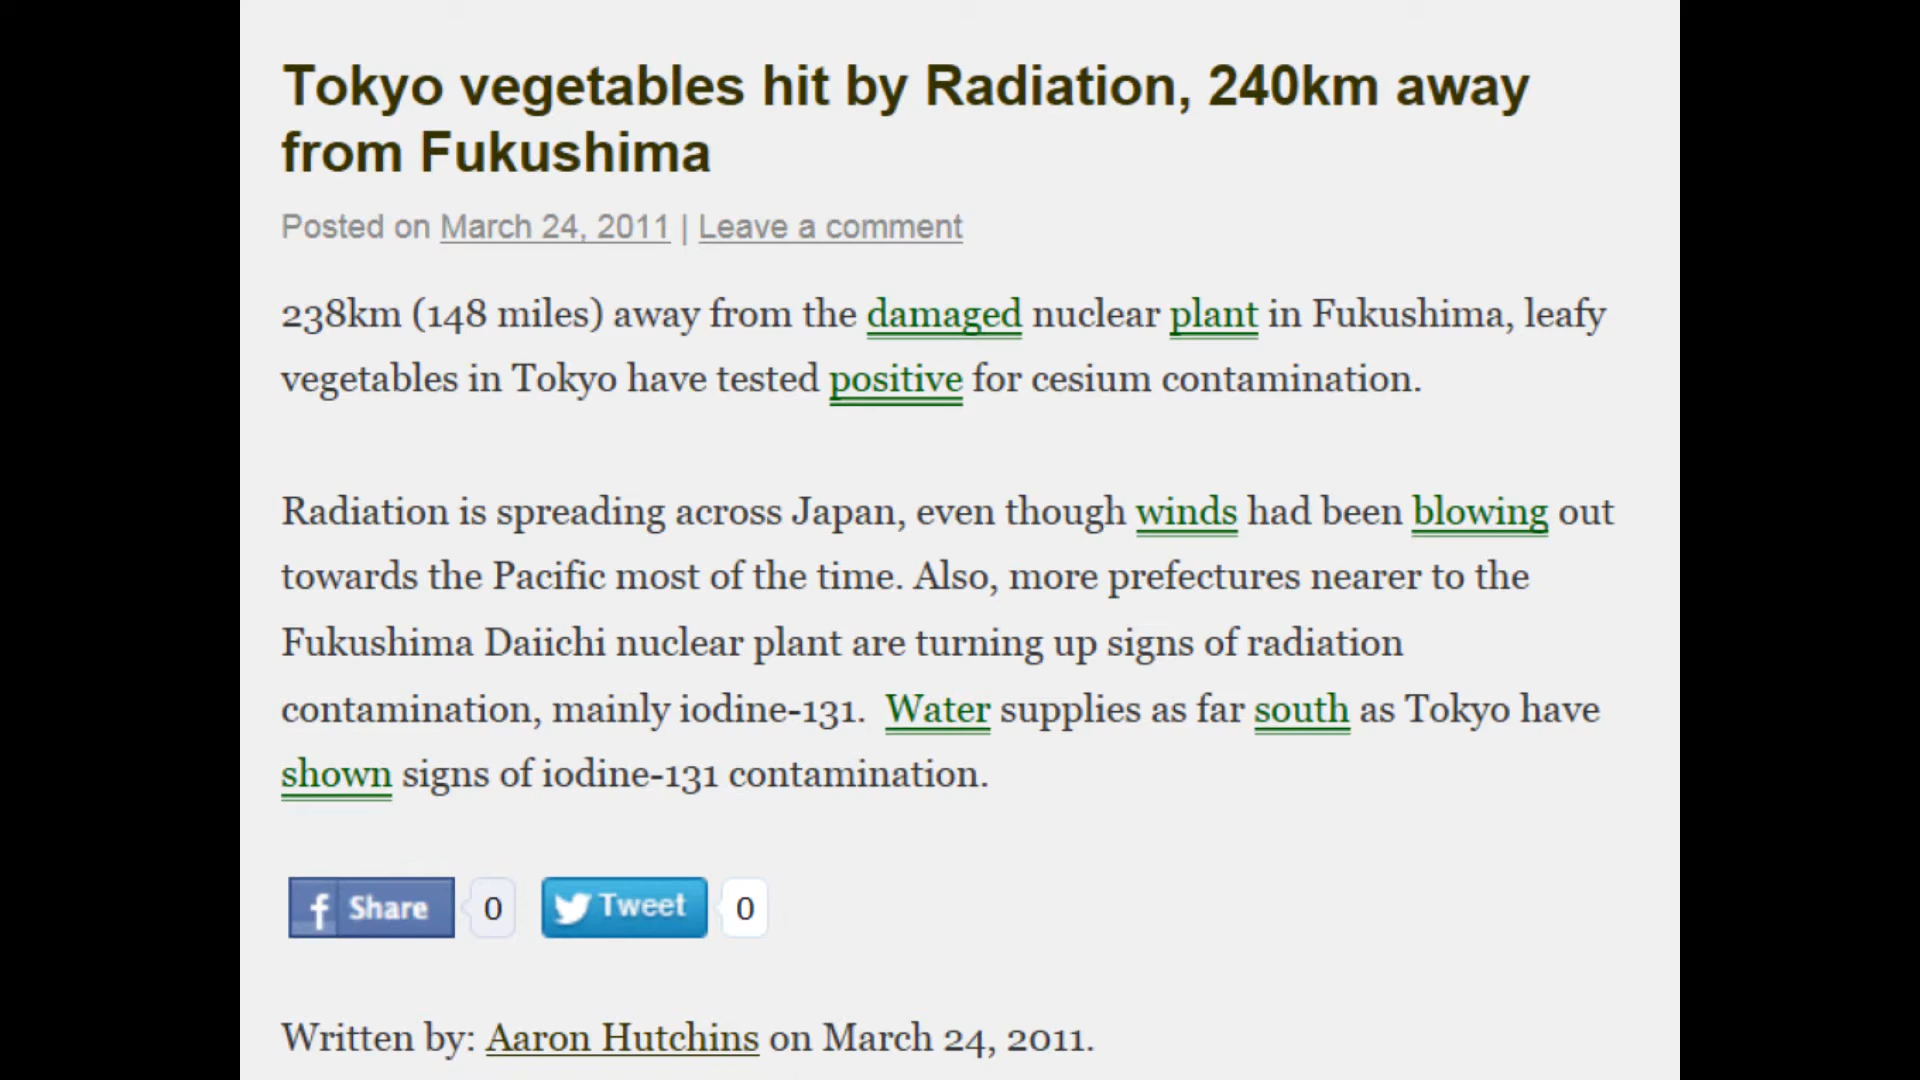 Tokyo vegetables hit by Radiation, 240km away
from Fukushima
Posted on March 24, 2011 | Leave a comment
238km (148 miles) away from the damaged nuclear plant in Fukushima, leafy
vegetables in Tokyo have tested positive for cesium contamination.
Radiation is spreading across Japan, even though winds had been blowing out
towards the Pacific most of the time. Also, more prefectures nearer to the
Fukushima Daiichi nuclear plant are turning up signs of radiation
contamination, mainly iodine-131. Water supplies as far south as Tokyo have
shown signs of iodine-131 contamination.
f Share 0 Tweet 0
Written by: Aaron Hutchins on March 24, 2011.